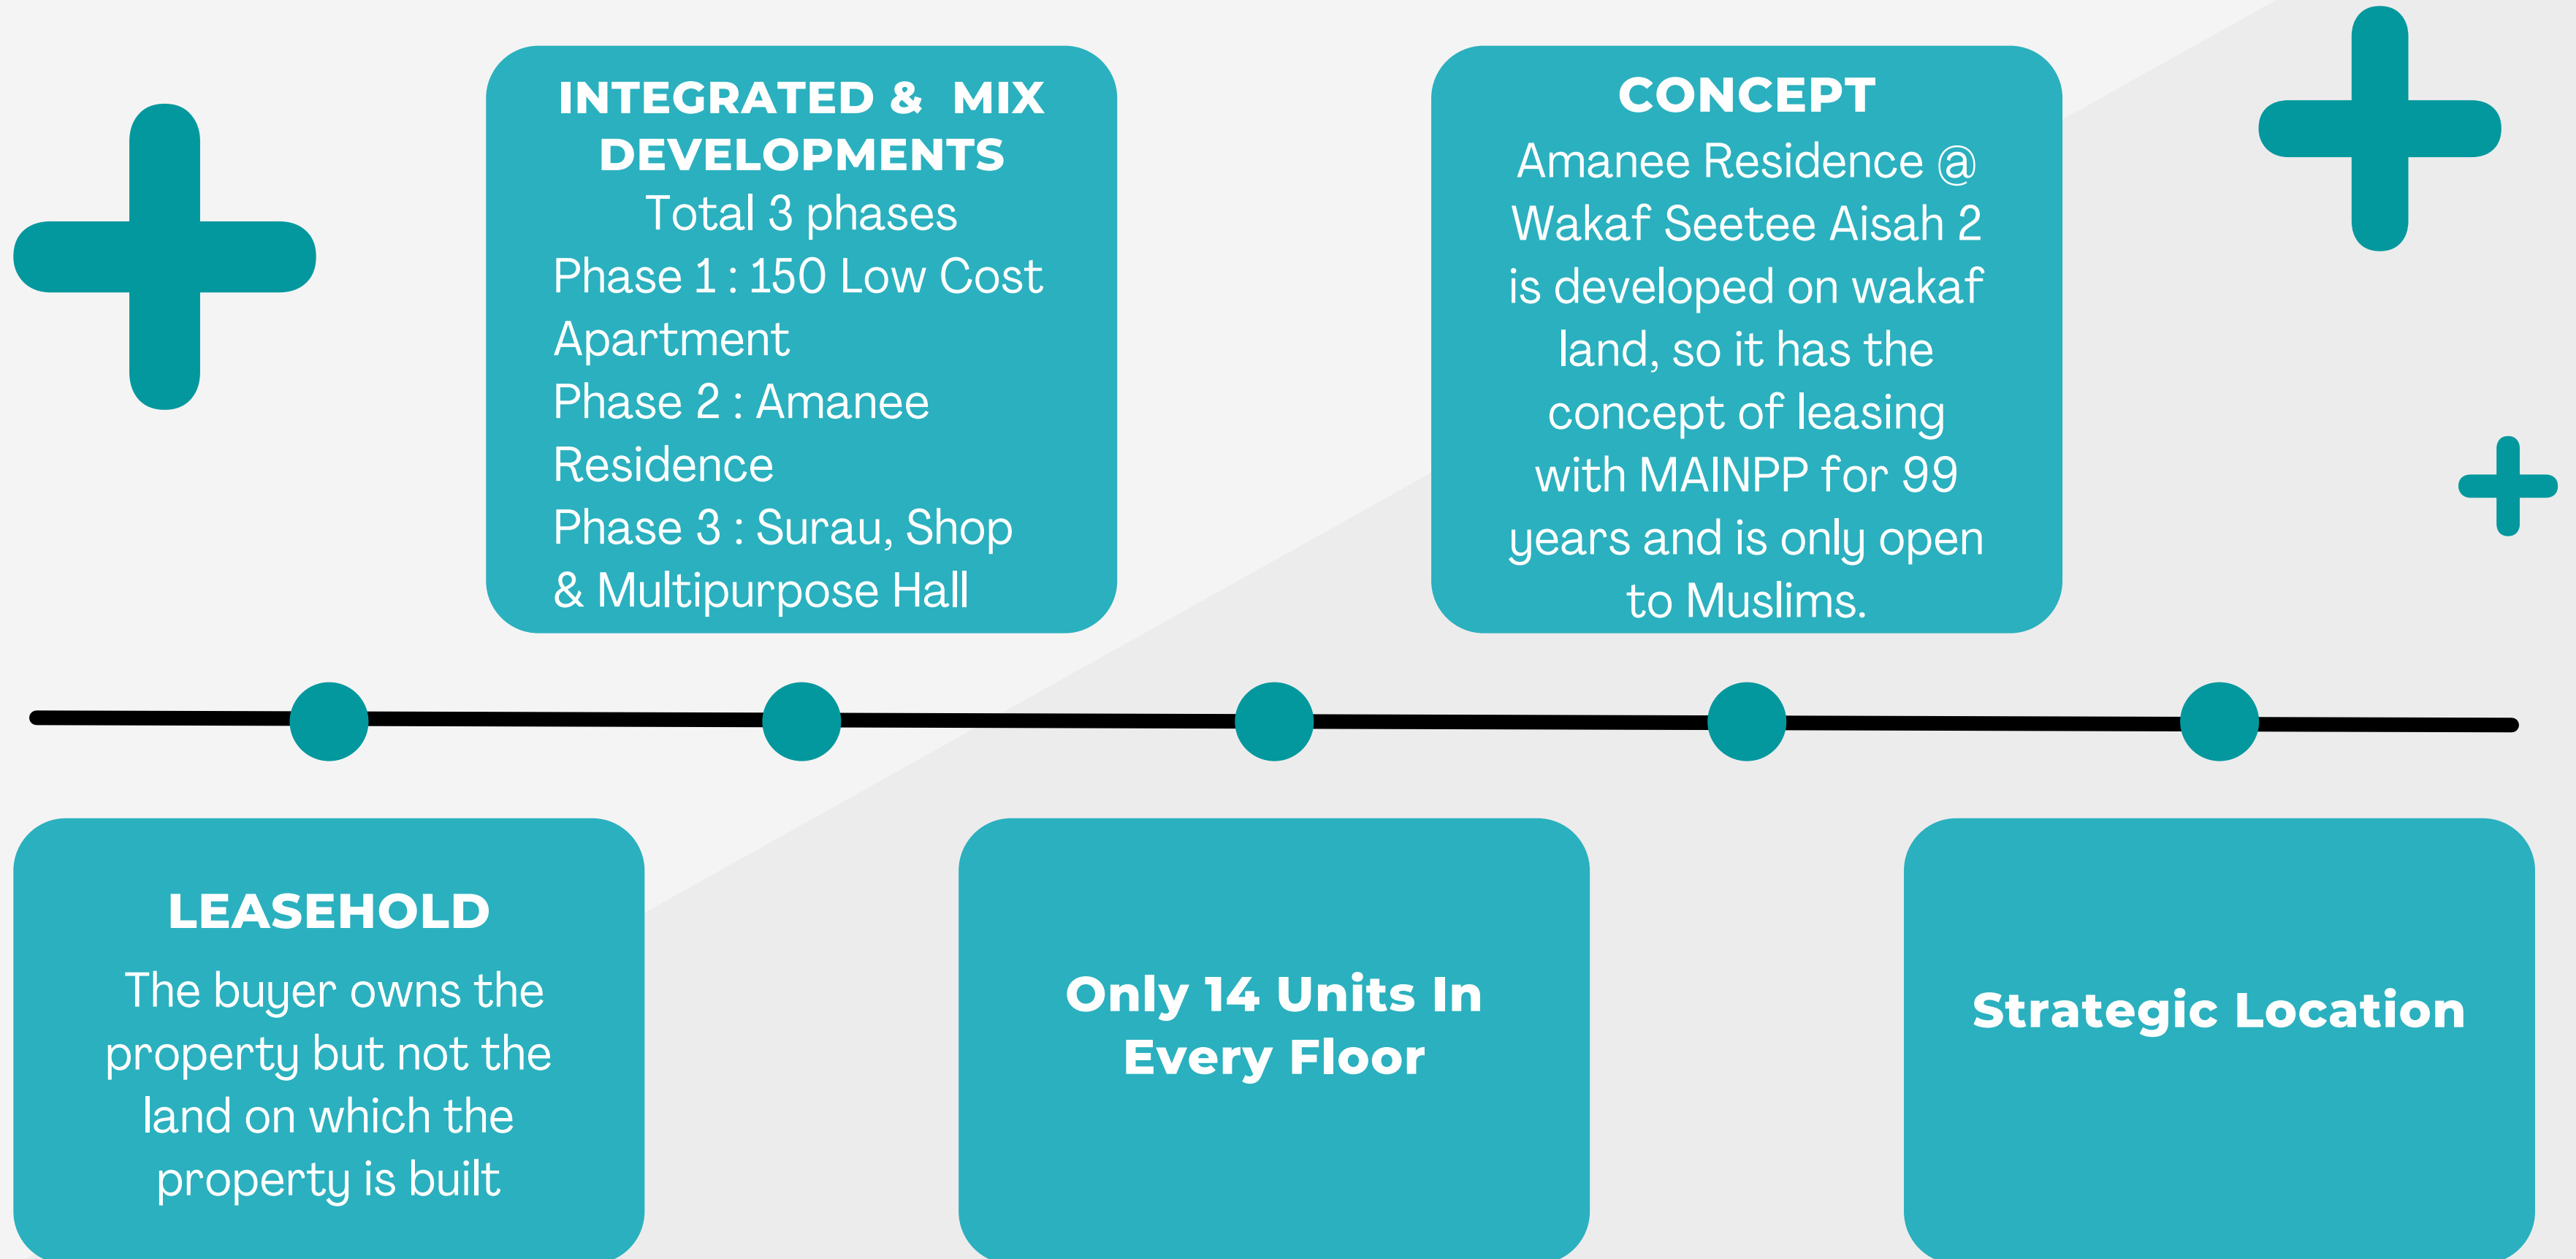 INTEGRATED &  MIX
DEVELOPMENTS
Total 3 phases
Phase 1 : 150 Low Cost
Apartment
Phase 2 : Amanee
Residence
Phase 3 : Surau, Shop
& Multipurpose Hall
CONCEPT
Amanee Residence @
Wakaf Seetee Aisah 2
is developed on wakaf
land, so it has the
concept of leasing
with MAINPP for 99
years and is only open
to Muslims.
LEASEHOLD
The buyer owns the
property but not the
land on which the
property is built
Only 14 Units In
Every Floor
Strategic Location